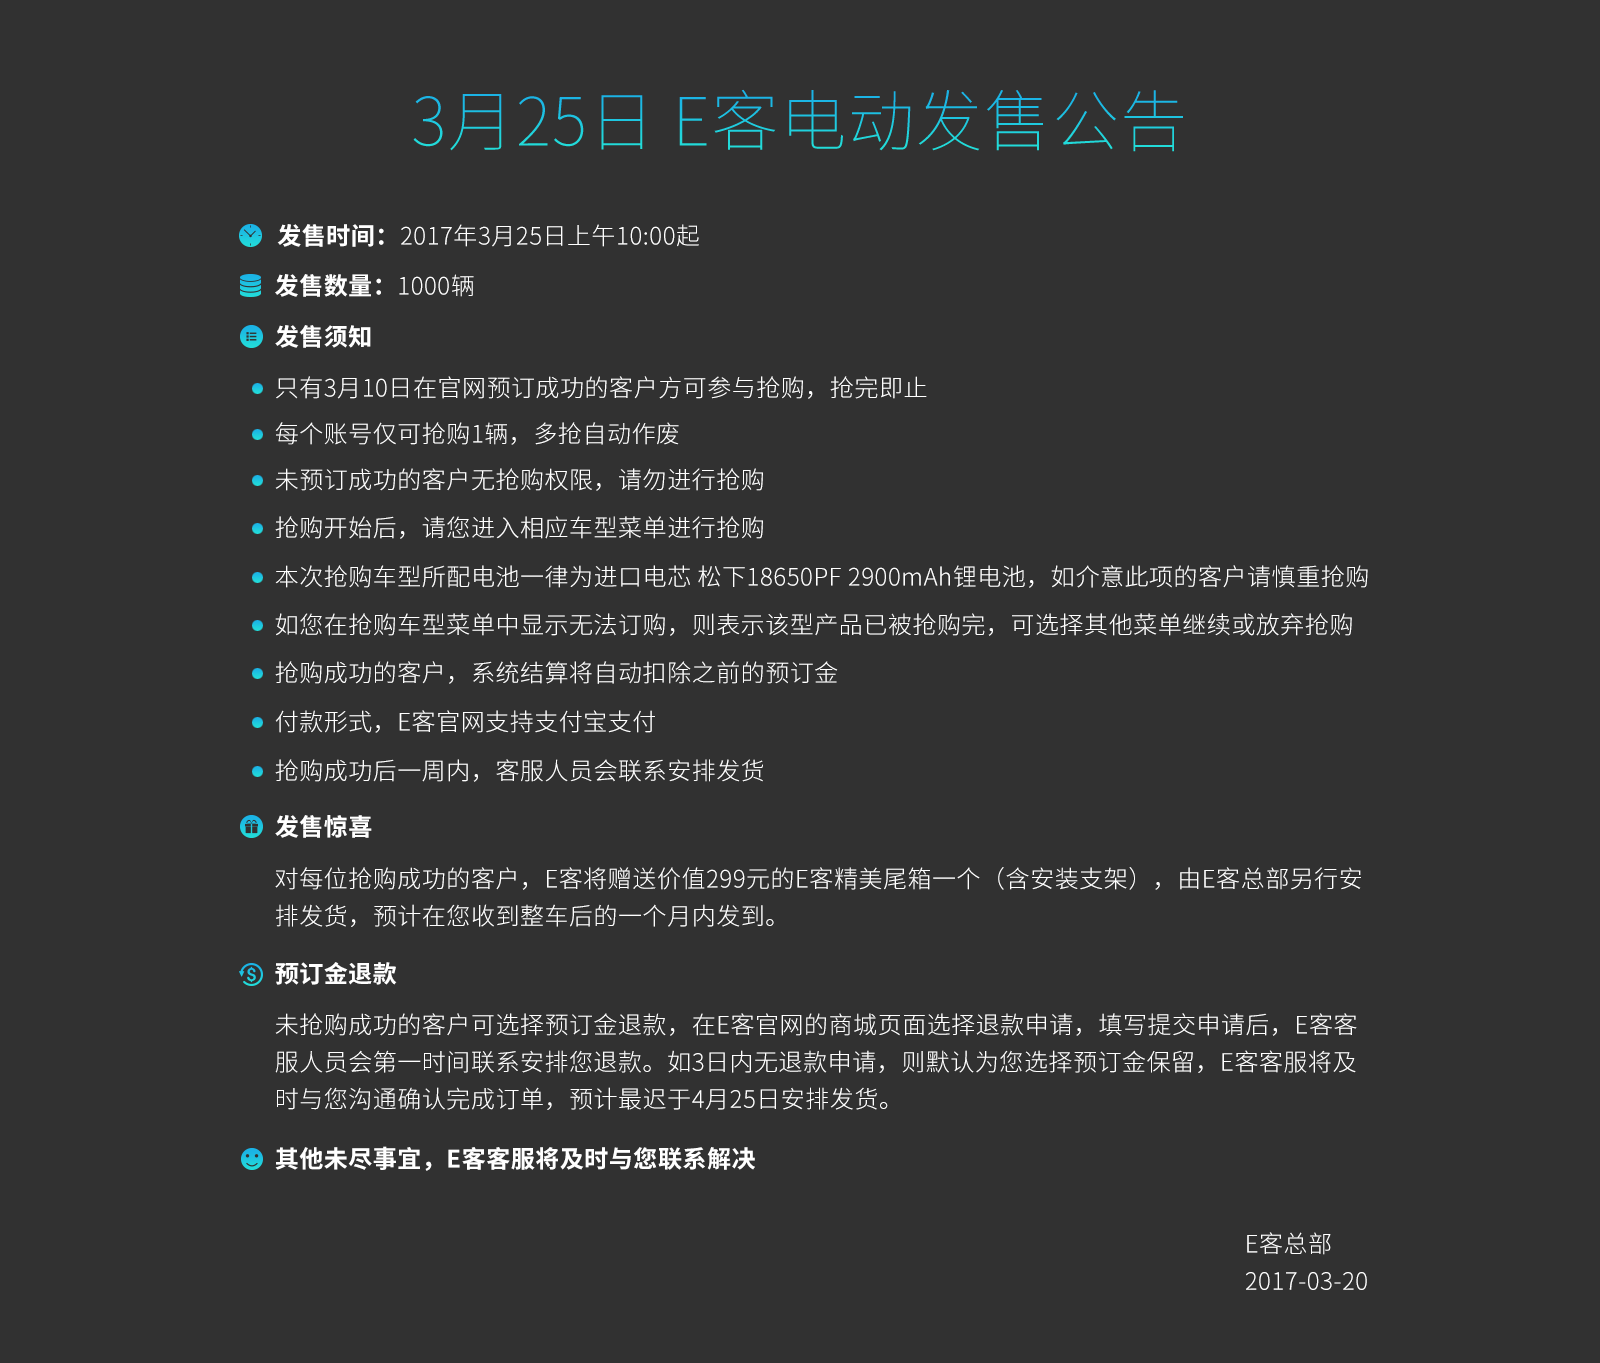 3月25日 E客电动发售公告
发售时间：2017年3月25日上午10:00起
发售数量：1000辆
发售须知
只有3月10日在官网预订成功的客户方可参与抢购，抢完即止
每个账号仅可抢购1辆，多抢自动作废
未预订成功的客户无抢购权限，请勿进行抢购
抢购开始后，请您进入相应车型菜单进行抢购
本次抢购车型所配电池一律为进口电芯 松下18650PF 2900mAh锂电池，如介意此项的客户请慎重抢购
如您在抢购车型菜单中显示无法订购，则表示该型产品已被抢购完，可选择其他菜单继续或放弃抢购
抢购成功的客户，系统结算将自动扣除之前的预订金
付款形式，E客官网支持支付宝支付
抢购成功后一周内，客服人员会联系安排发货
发售惊喜
对每位抢购成功的客户，E客将赠送价值299元的E客精美尾箱一个（含安装支架），由E客总部另行安
排发货，预计在您收到整车后的一个月内发到。
预订金退款
未抢购成功的客户可选择预订金退款，在E客官网的商城页面选择退款申请，填写提交申请后，E客客
服人员会第一时间联系安排您退款。如3日内无退款申请，则默认为您选择预订金保留，E客客服将及
时与您沟通确认完成订单，预计最迟于4月25日安排发货。
其他未尽事宜，E客客服将及时与您联系解决
E客总部
2017-03-20